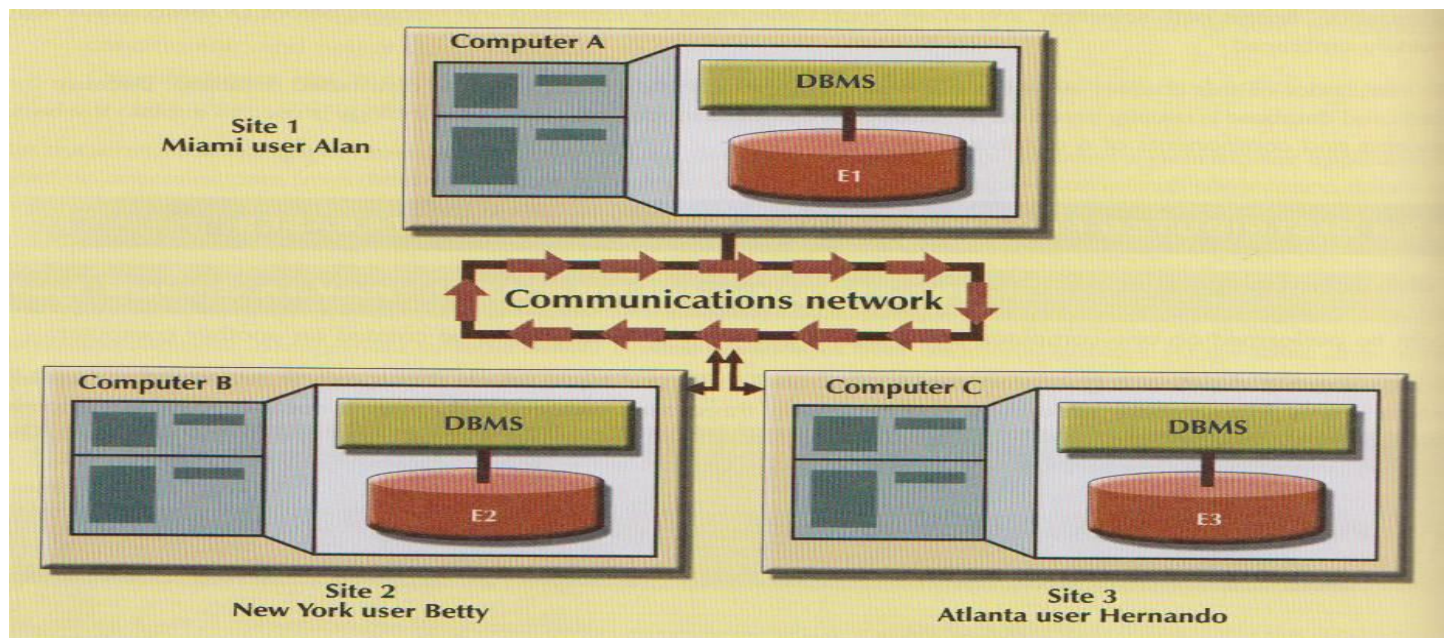 Computer A
DBMS
Site 1
Miami user Alan
E1
Communications network
Computer B
Computer C
DBMS
DBMS
E2
E3
Site 2
New York user Betty
Site 3
Atlanta user Hernando